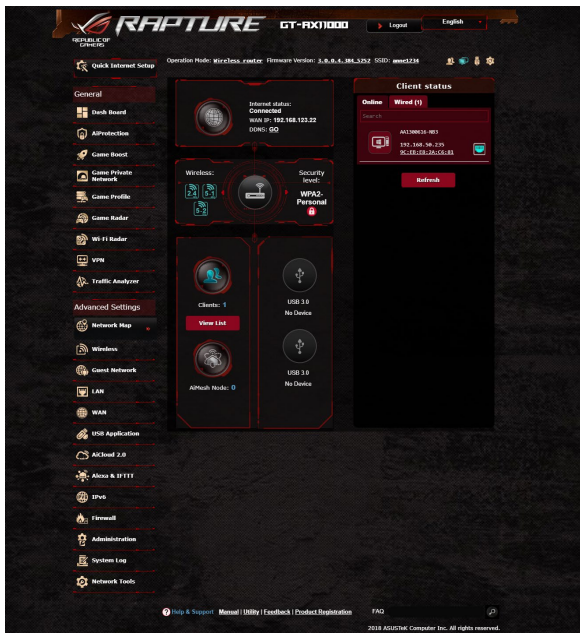 REPUBLIC OF
GAMERS
RAPTURE
GT-AX11000
Logout
English
Quick Internet Setup
Operation Mode: Wireless router Firmware Version: 3.0.0.4.384_5252 SSID: anne1234
General
Dash Board
AiProtection
Game Boost
Game Private
Network
Game Profile
Game Radar
Wi-Fi Radar
VPN
Traffic Analyzer
Advanced Settings
Network Map
Wireless
Guest Network
LAN
WAN
USB Application
AiCloud 2.0
Alexa & IFTTT
IPv6
Firewall
Administration
System Log
Network Tools
Internet status:
Connected
WAN IP: 192.168.123.22
DDNS: GO
Wireless:
2.4 5-1
5-2
Security
level:
WPA2-
Personal
Clients: 1
View List
AiMesh Node: 0
USB 3.0
No Device
USB 3.0
No Device
Client status
Online Wired (1)
Search
AA1300616-NB3
192.168.50.235
Refresh
Help & Support Manual | Utility | Feedback | Product Registration FAQ
2018 ASUSTeK Computer Inc. All rights reserved.